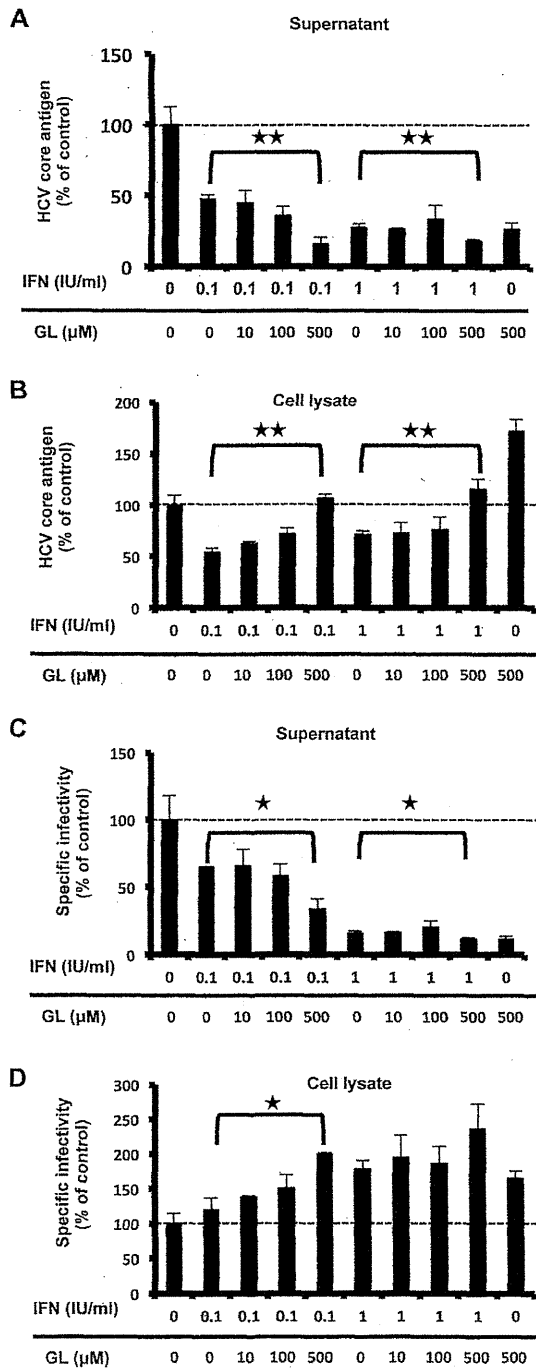 A
Supernatant
HCV core antigen
(% of control)
150
100
50
0
★★
★★
IFN (IU/ml) 0 0.1 0.1 0.1 0.1 1 1 1 1 0
GL (μM) 0 0 10 100 500 0 10 100 500 500
B
Cell lysate
HCV core antigen
(% of control)
200
150
100
50
0
★★
★★
IFN (IU/ml) 0 0.1 0.1 0.1 0.1 1 1 1 1 0
GL (μM) 0 0 10 100 500 0 10 100 500 500
C
Supernatant
Specific infectivity
(% of control)
150
100
50
0
★
★
IFN (IU/ml) 0 0.1 0.1 0.1 0.1 1 1 1 1 0
GL (μM) 0 0 10 100 500 0 10 100 500 500
D
Cell lysate
Specific infectivity
(% of control)
300
250
200
150
100
50
0
★
IFN (IU/ml) 0 0.1 0.1 0.1 0.1 1 1 1 1 0
GL (μM) 0 0 10 100 500 0 10 100 500 500